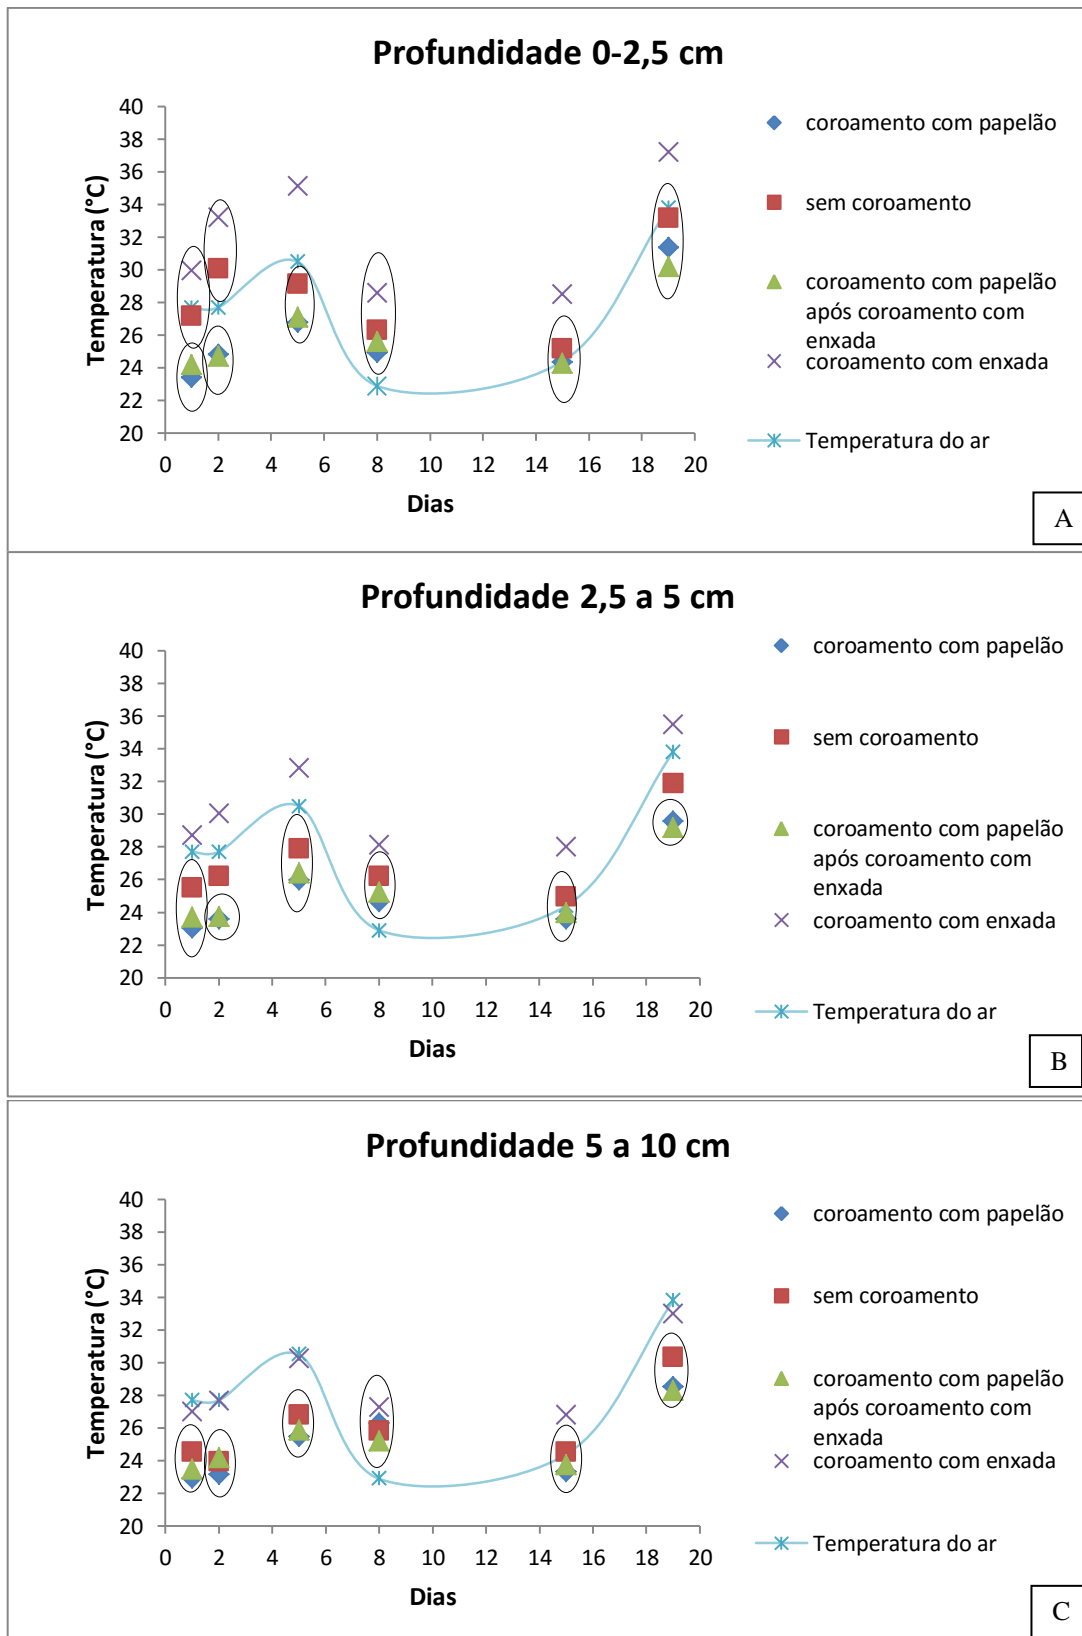 Profundidade 0-2,5 cm
40
38
36
34
32
30
28
26
24
22
20
Temperatura (°C)
0 2 4 6 8 10 12 14 16 18 20
Dias
coroamento com papelão
sem coroamento
coroamento com papelão
após coroamento com
enxada
coroamento com enxada
Temperatura do ar
A
Profundidade 2,5 a 5 cm
40
38
36
34
32
30
28
26
24
22
20
Temperatura (°C)
0 2 4 6 8 10 12 14 16 18 20
Dias
coroamento com papelão
sem coroamento
coroamento com papelão
após coroamento com
enxada
coroamento com enxada
Temperatura do ar
B
Profundidade 5 a 10 cm
40
38
36
34
32
30
28
26
24
22
20
Temperatura (°C)
0 2 4 6 8 10 12 14 16 18 20
Dias
coroamento com papelão
sem coroamento
coroamento com papelão
após coroamento com
enxada
coroamento com enxada
Temperatura do ar
C